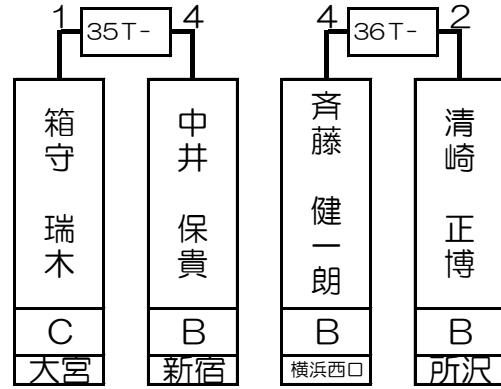 1 35T- 4 4 36T- 2
箱守 瑞木
中井 保貴
斉藤 健一朗
清崎 正博
C B B B
大宮 新宿 横浜西口 所沢